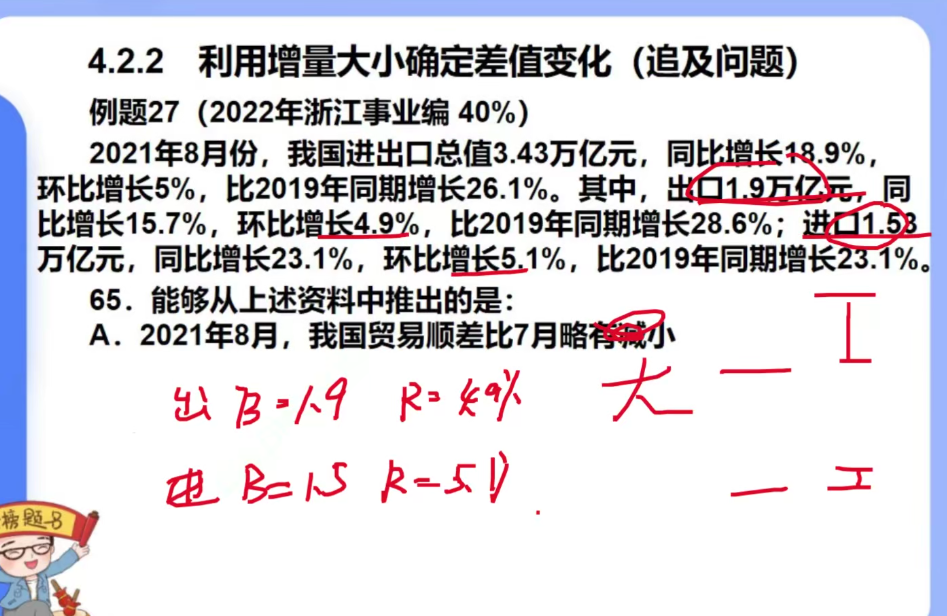 4.2.2 利用增量大小确定差值变化（追及问题）
例题27（2022年浙江事业编 40%）
2021年8月份，我国进出口总值3.43万亿元，同比增长18.9%，
环比增长5%，比2019年同期增长26.1%。其中，出口1.9万亿元，同
比增长15.7%，环比增长4.9%，比2019年同期增长28.6%；进口1.53
万亿元，同比增长23.1%，环比增长5.1%，比2019年同期增长23.1%。
65．能够从上述资料中推出的是：
A．2021年8月，我国贸易顺差比7月略有减小
出 B=1.9 R=4.9% 大
进 B=1.5 R=5.1%
榜题